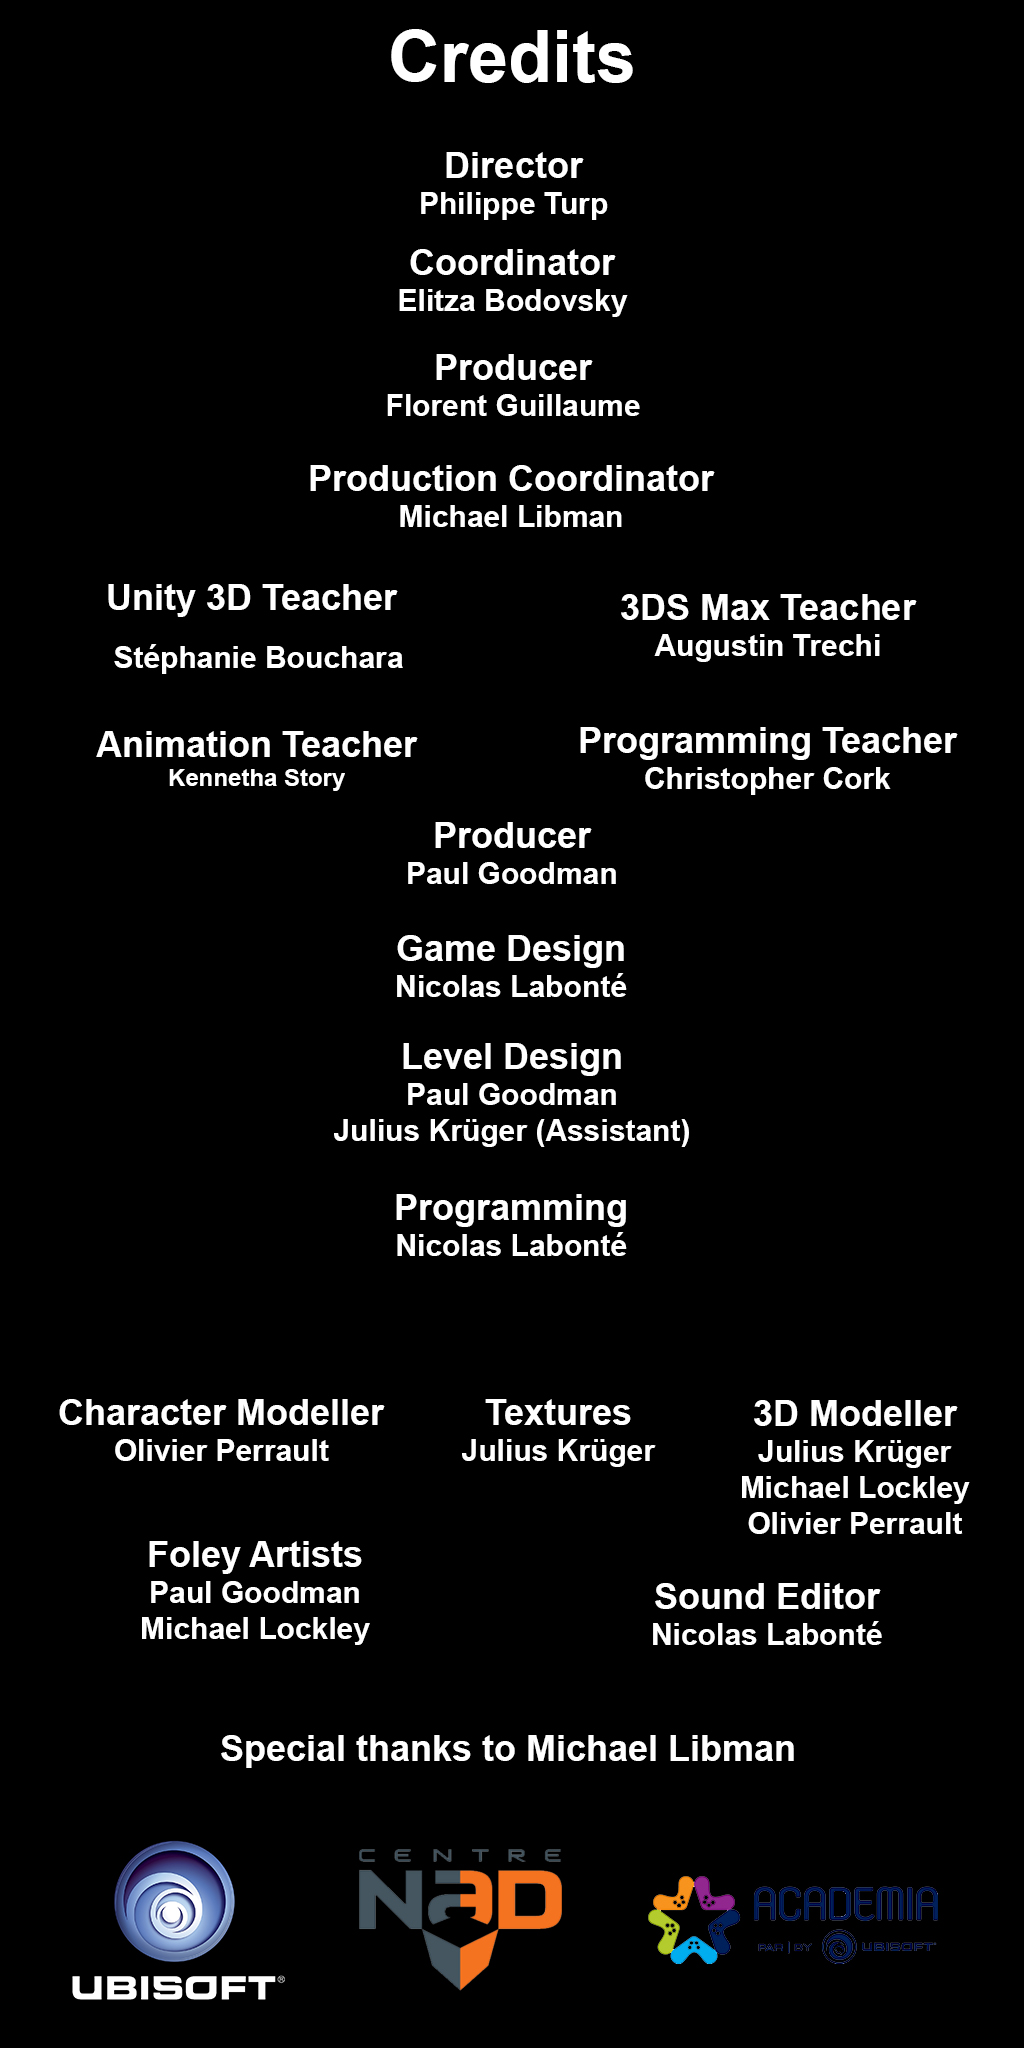 Credits
Director
Philippe Turp
Coordinator
Elitza Bodovsky
Producer
Florent Guillaume
Production Coordinator
Michael Libman
Unity 3D Teacher
Stéphanie Bouchara
3DS Max Teacher
Augustin Trechi
Animation Teacher
Kennetha Story
Programming Teacher
Christopher Cork
Producer
Paul Goodman
Game Design
Nicolas Labonté
Level Design
Paul Goodman
Julius Krüger (Assistant)
Programming
Nicolas Labonté
Character Modeller
Olivier Perrault
Textures
Julius Krüger
3D Modeller
Julius Krüger
Michael Lockley
Olivier Perrault
Foley Artists
Paul Goodman
Michael Lockley
Sound Editor
Nicolas Labonté
Special thanks to Michael Libman
UBISOFT®
CENTRE
NAD
ACADEMIA
PAR | BY UBISOFT